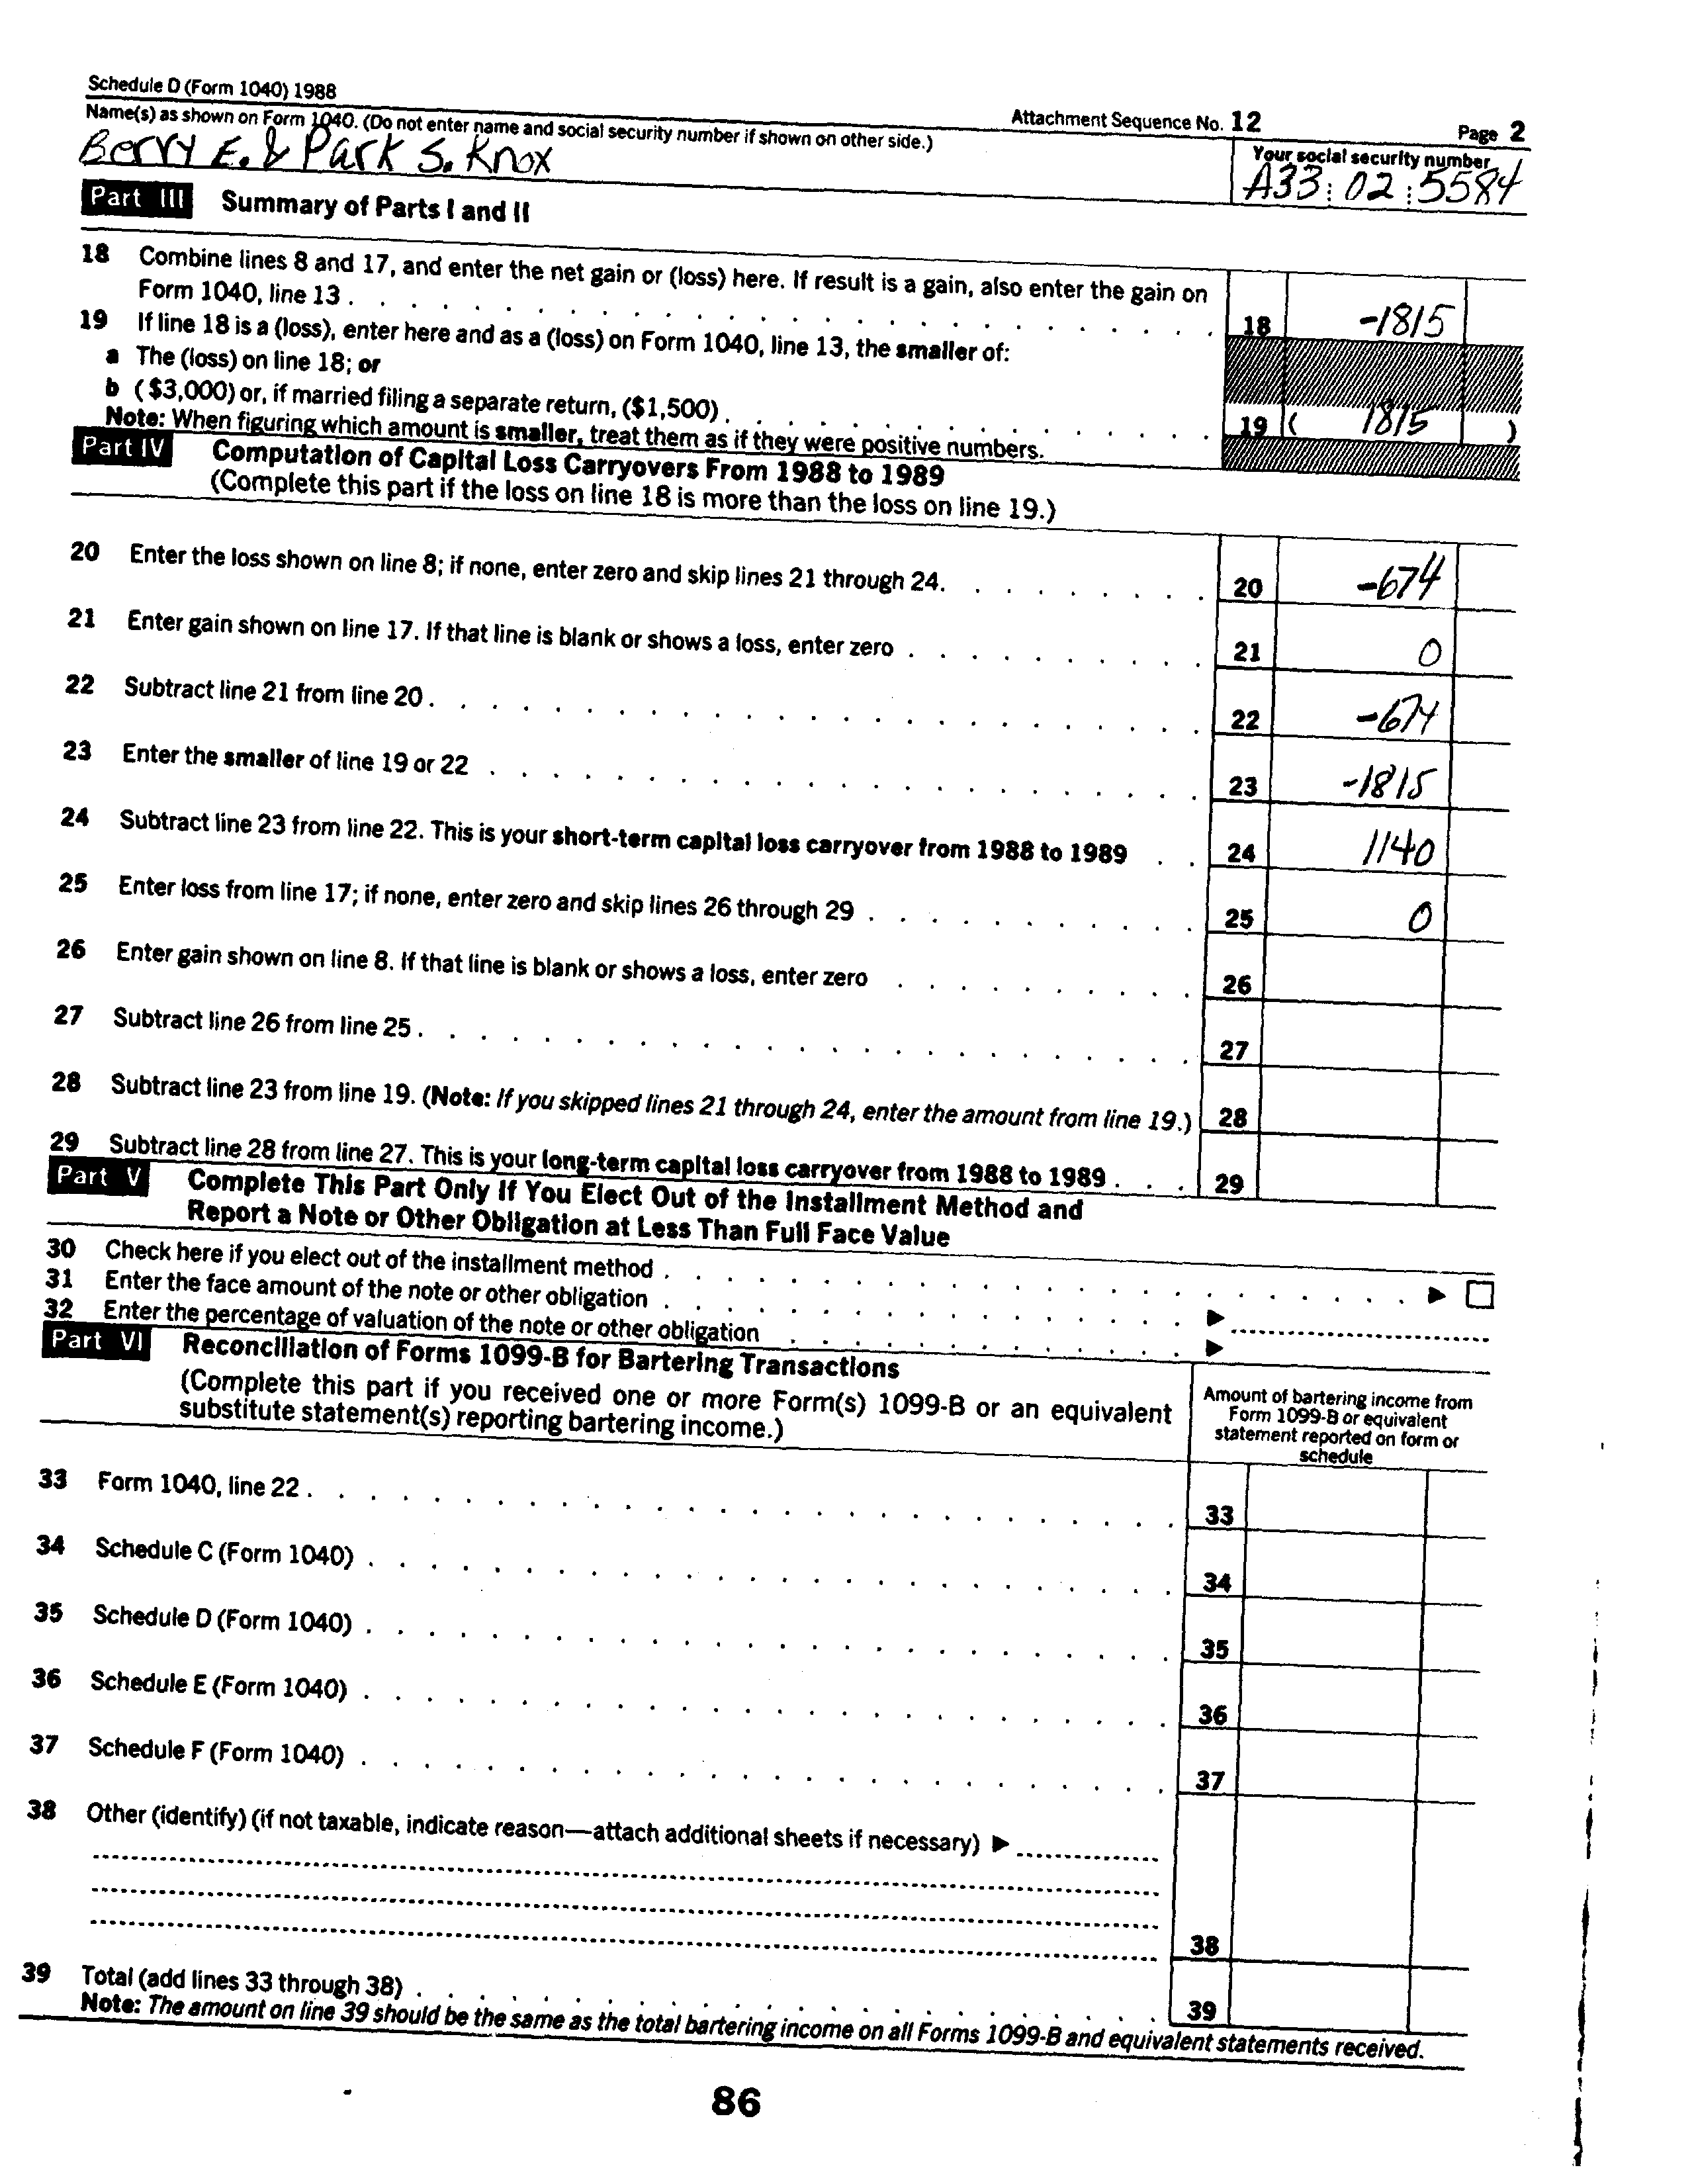 Schedule D (Form 1040) 1988
Attachment Sequence No. 12
Page 2
Name(s) as shown on Form 1040. (Do not enter name and social security number if shown on other side.)
Your social security number
Berry E. & Park S. Knox
A33 : 02 : 5584
Part III Summary of Parts I and II
18 Combine lines 8 and 17, and enter the net gain or (loss) here. If result is a gain, also enter the gain on
Form 1040, line 13 . . . 18 -1815
19 If line 18 is a (loss), enter here and as a (loss) on Form 1040, line 13, the smaller of:
a The (loss) on line 18; or
b ($3,000) or, if married filing a separate return, ($1,500) . . . 19 ( 1815 )
Note: When figuring which amount is smaller, treat them as if they were positive numbers.
Part IV Computation of Capital Loss Carryovers From 1988 to 1989
(Complete this part if the loss on line 18 is more than the loss on line 19.)
20 Enter the loss shown on line 8; if none, enter zero and skip lines 21 through 24. . . . 20 -674
21 Enter gain shown on line 17. If that line is blank or shows a loss, enter zero . . . 21 0
22 Subtract line 21 from line 20 . . . 22 -674
23 Enter the smaller of line 19 or 22 . . . 23 -1815
24 Subtract line 23 from line 22. This is your short-term capital loss carryover from 1988 to 1989 . . 24 1140
25 Enter loss from line 17; if none, enter zero and skip lines 26 through 29 . . . 25 0
26 Enter gain shown on line 8. If that line is blank or shows a loss, enter zero . . . 26
27 Subtract line 26 from line 25 . . . 27
28 Subtract line 23 from line 19. (Note: If you skipped lines 21 through 24, enter the amount from line 19.) 28
29 Subtract line 28 from line 27. This is your long-term capital loss carryover from 1988 to 1989 . . . 29
Part V Complete This Part Only If You Elect Out of the Installment Method and
Report a Note or Other Obligation at Less Than Full Face Value
30 Check here if you elect out of the installment method . . . ▶ □
31 Enter the face amount of the note or other obligation . . . ▶
32 Enter the percentage of valuation of the note or other obligation . . . ▶
Part VI Reconciliation of Forms 1099-B for Bartering Transactions
(Complete this part if you received one or more Form(s) 1099-B or an equivalent
substitute statement(s) reporting bartering income.)
Amount of bartering income from
Form 1099-B or equivalent
statement reported on form or
schedule
33 Form 1040, line 22 . . . 33
34 Schedule C (Form 1040) . . . 34
35 Schedule D (Form 1040) . . . 35
36 Schedule E (Form 1040) . . . 36
37 Schedule F (Form 1040) . . . 37
38 Other (identify) (if not taxable, indicate reason—attach additional sheets if necessary) ▶
38
39 Total (add lines 33 through 38) . . . 39
Note: The amount on line 39 should be the same as the total bartering income on all Forms 1099-B and equivalent statements received.
86